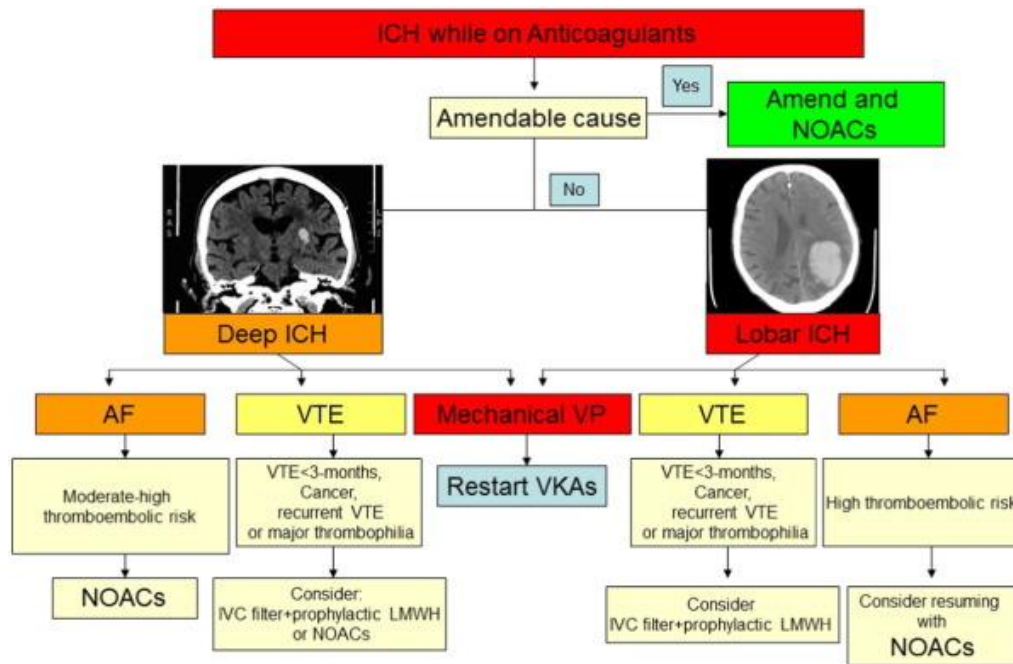 ICH while on Anticoagulants
Yes
Amendable cause
Amend and
NOACs
No
Deep ICH
Lobar ICH
AF
VTE
Mechanical VP
VTE
AF
Moderate-high
thromboembolic risk
VTE<3-months,
Cancer,
recurrent VTE
or major thrombophilia
Restart VKAs
VTE<3-months,
Cancer,
recurrent VTE
or major thrombophilia
High thromboembolic risk
NOACs
Consider:
IVC filter+prophylactic LMWH
or NOACs
Consider
IVC filter+prophylactic LMWH
Consider resuming
with
NOACs